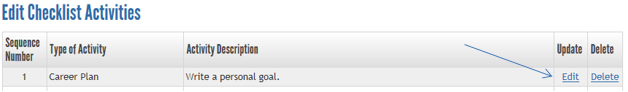 Edit Checklist Activities
Sequence Number Type of Activity Activity Description Update Delete
1 Career Plan Write a personal goal. Edit Delete